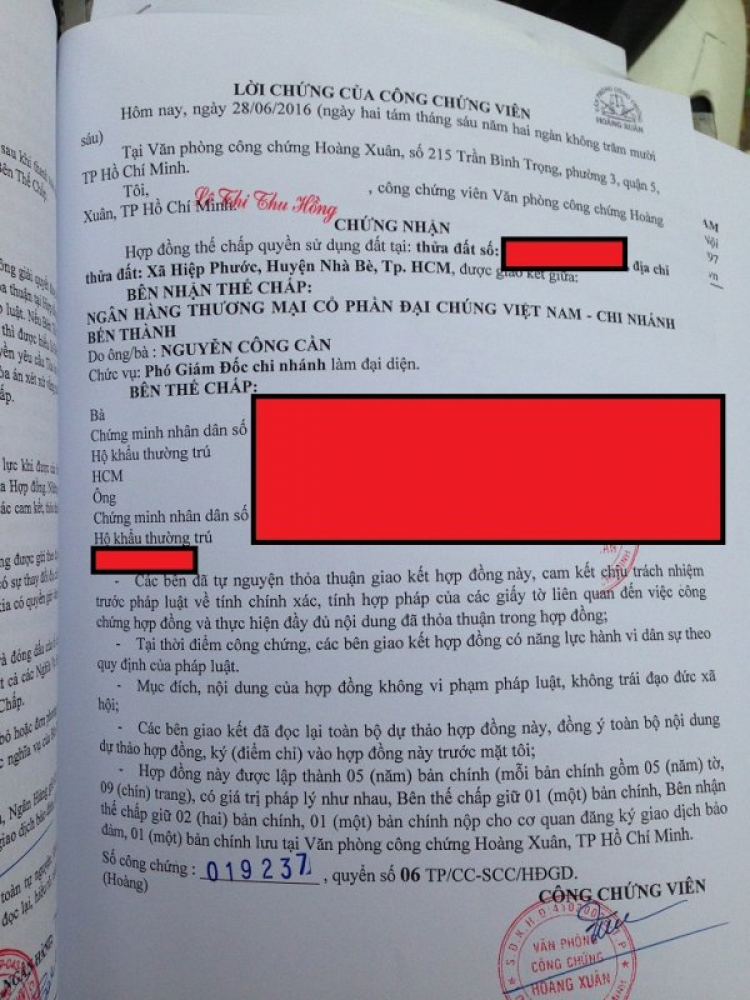 LỜI CHỨNG CỦA CÔNG CHỨNG VIÊN
HOÀNG XUÂN
Hôm nay, ngày 28/06/2016 (ngày hai tám tháng sáu năm hai ngàn không trăm mười
sáu)
Tại Văn phòng công chứng Hoàng Xuân, số 215 Trần Bình Trọng, phường 3, quận 5,
TP Hồ Chí Minh.
Tôi, Lê Thị Thu Hồng, công chứng viên Văn phòng công chứng Hoàng
Xuân, TP Hồ Chí Minh.
CHỨNG NHẬN
Hợp đồng thế chấp quyền sử dụng đất tại: thửa đất số: địa chỉ
thửa đất: Xã Hiệp Phước, Huyện Nhà Bè, Tp. HCM, được giao kết giữa:
BÊN NHẬN THẾ CHẤP:
NGÂN HÀNG THƯƠNG MẠI CỔ PHẦN ĐẠI CHÚNG VIỆT NAM - CHI NHÁNH
BẾN THÀNH
Do ông/bà : NGUYỄN CÔNG CẢN
Chức vụ: Phó Giám Đốc chi nhánh làm đại diện.
BÊN THẾ CHẤP:
Bà
Chứng minh nhân dân số
Hộ khẩu thường trú
HCM
Ông
Chứng minh nhân dân số
Hộ khẩu thường trú
- Các bên đã tự nguyện thỏa thuận giao kết hợp đồng này, cam kết chịu trách nhiệm
trước pháp luật về tính chính xác, tính hợp pháp của các giấy tờ liên quan đến việc công
chứng hợp đồng và thực hiện đầy đủ nội dung đã thỏa thuận trong hợp đồng;
- Tại thời điểm công chứng, các bên giao kết hợp đồng có năng lực hành vi dân sự theo
quy định của pháp luật.
- Mục đích, nội dung của hợp đồng không vi phạm pháp luật, không trái đạo đức xã
hội;
- Các bên giao kết đã đọc lại toàn bộ dự thảo hợp đồng này, đồng ý toàn bộ nội dung
dự thảo hợp đồng, ký (điểm chỉ) vào hợp đồng này trước mặt tôi;
- Hợp đồng này được lập thành 05 (năm) bản chính (mỗi bản chính gồm 05 (năm) tờ,
09 (chín) trang), có giá trị pháp lý như nhau, Bên thế chấp giữ 01 (một) bản chính, Bên nhận
thế chấp giữ 02 (hai) bản chính, 01 (một) bản chính nộp cho cơ quan đăng ký giao dịch bảo
đảm, 01 (một) bản chính lưu tại Văn phòng công chứng Hoàng Xuân, TP Hồ Chí Minh.
Số công chứng : 019237, quyển số 06 TP/CC-SCC/HĐGD.
(Hoàng)
CÔNG CHỨNG VIÊN
VĂN PHÒNG
CÔNG CHỨNG
HOÀNG XUÂN